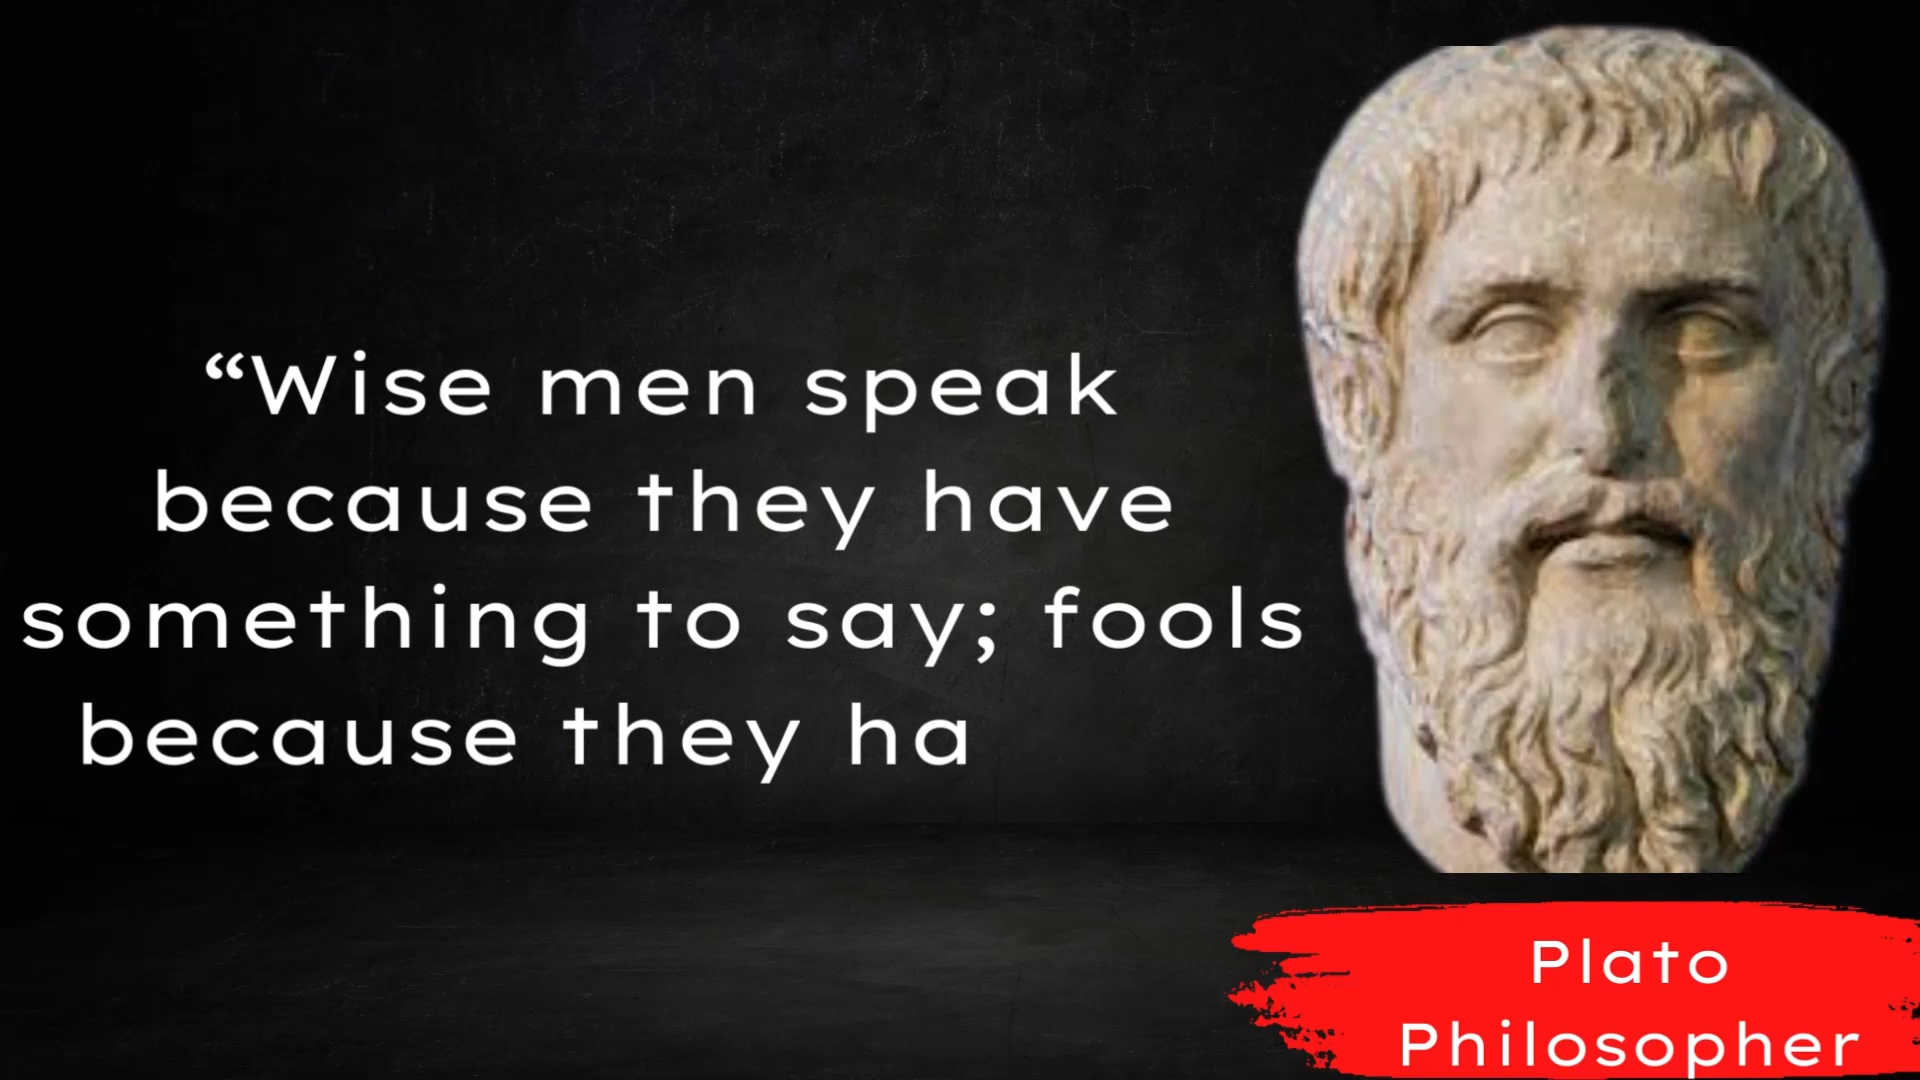 “Wise men speak
because they have
something to say; fools
because they ha
Plato
Philosopher